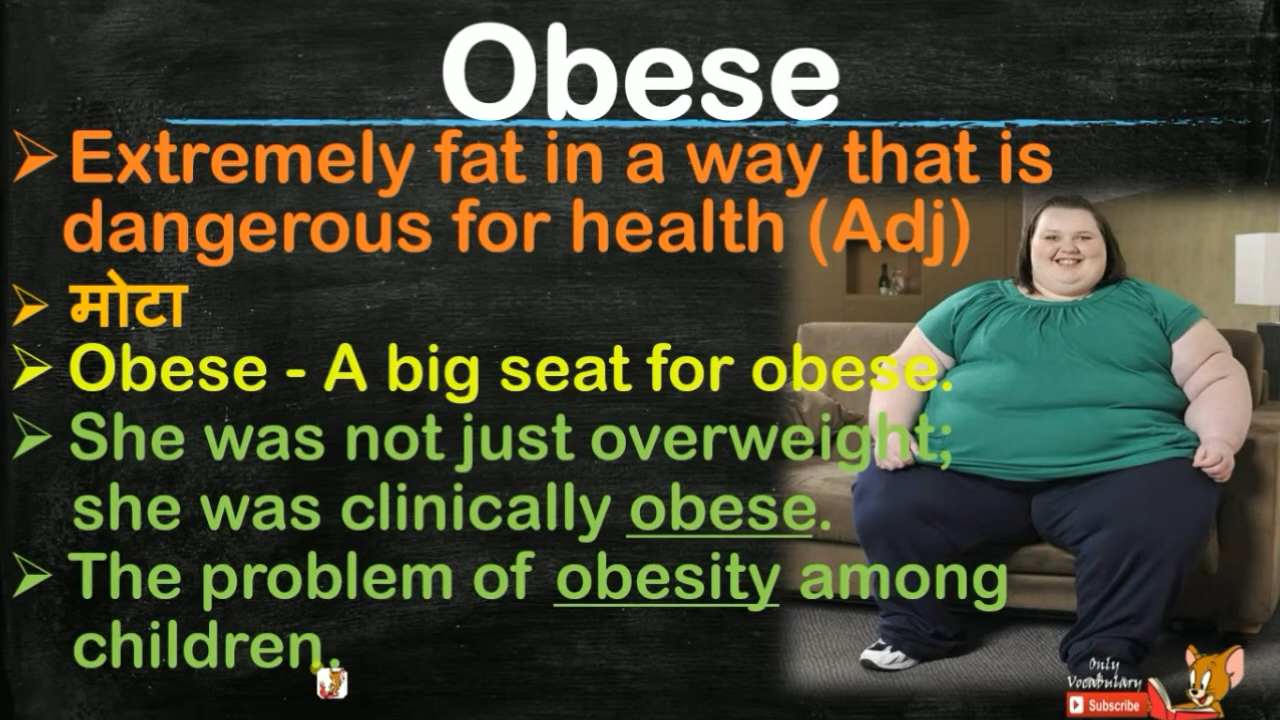 Obese
➢ Extremely fat in a way that is
dangerous for health (Adj)
➢ मोटा
➢ Obese - A big seat for obese.
➢ She was not just overweight;
she was clinically obese.
➢ The problem of obesity among
children.
Only
Vocabulary
Subscribe